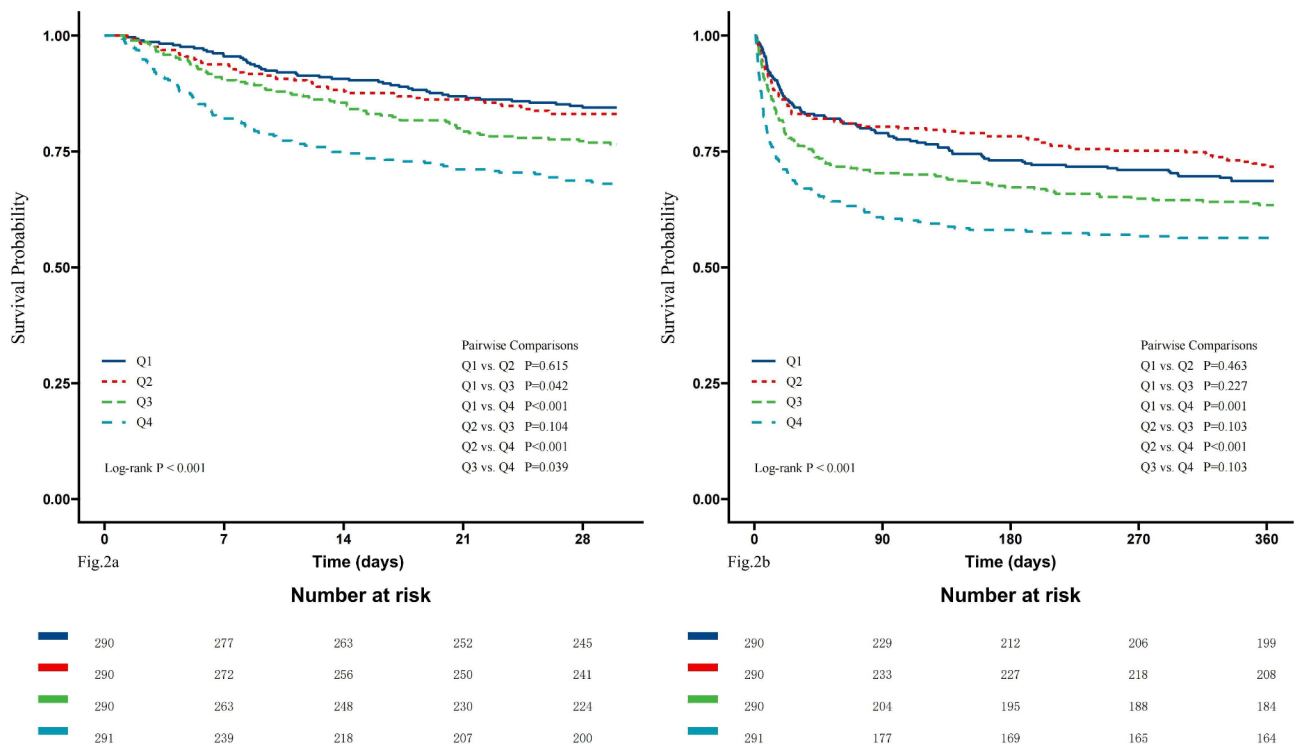 1.00
0.75
0.50
0.25
0.00
Survival Probability
Q1
Q2
Q3
Q4
Log-rank P < 0.001
Pairwise Comparisons
Q1 vs. Q2 P=0.615
Q1 vs. Q3 P=0.042
Q1 vs. Q4 P<0.001
Q2 vs. Q3 P=0.104
Q2 vs. Q4 P<0.001
Q3 vs. Q4 P=0.039
0 7 14 21 28
Fig.2a
Time (days)
Number at risk
290 277 263 252 245
290 272 256 250 241
290 263 248 230 224
291 239 218 207 200
1.00
0.75
0.50
0.25
0.00
Survival Probability
Q1
Q2
Q3
Q4
Log-rank P < 0.001
Pairwise Comparisons
Q1 vs. Q2 P=0.463
Q1 vs. Q3 P=0.227
Q1 vs. Q4 P=0.001
Q2 vs. Q3 P=0.103
Q2 vs. Q4 P<0.001
Q3 vs. Q4 P=0.103
0 90 180 270 360
Fig.2b
Time (days)
Number at risk
290 229 212 206 199
290 233 227 218 208
290 204 195 188 184
291 177 169 165 164